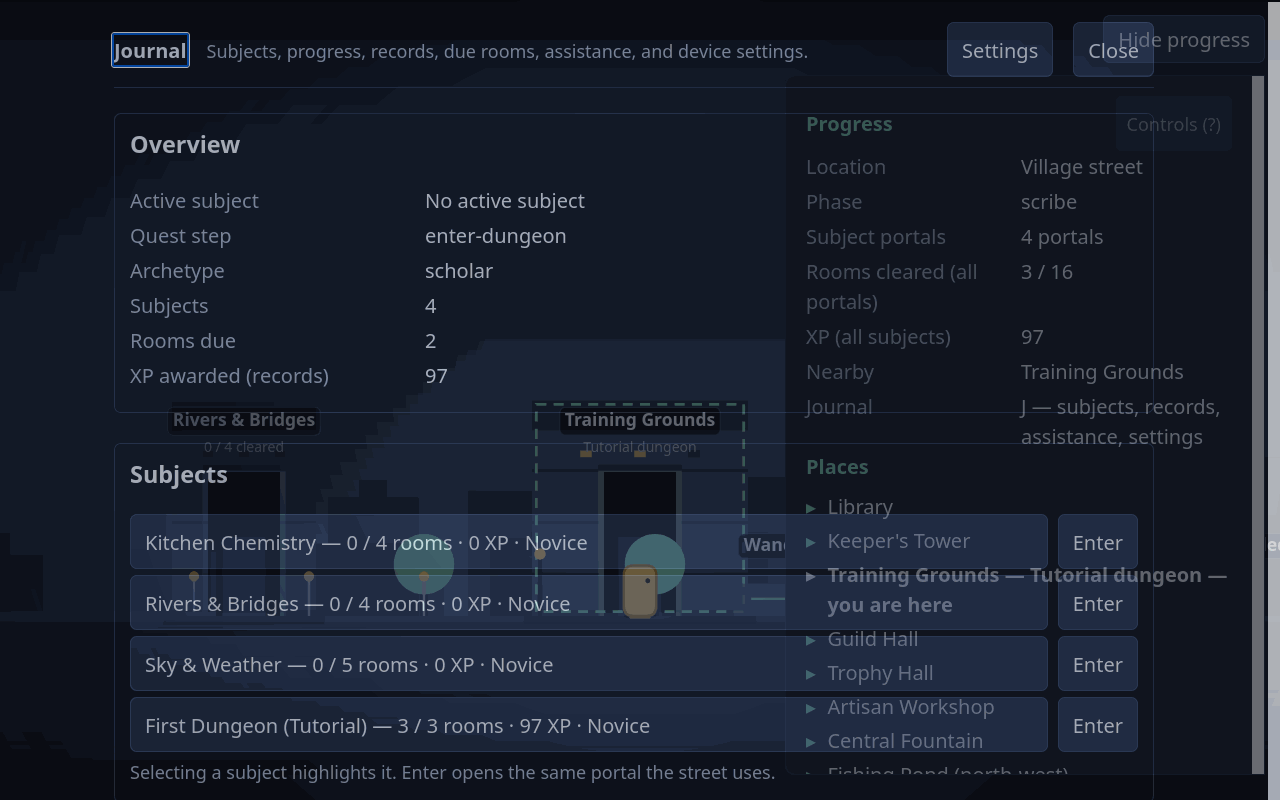 Journal
Subjects, progress, records, due rooms, assistance, and device settings.
Settings
Close
Hide progress
Controls (?)
Overview
Active subject No active subject
Quest step enter-dungeon
Archetype scholar
Subjects 4
Rooms due 2
XP awarded (records) 97
Progress
Location Village street
Phase scribe
Subject portals 4 portals
Rooms cleared (all 3 / 16
portals)
XP (all subjects) 97
Nearby Training Grounds
Journal J — subjects, records,
assistance, settings
Rivers & Bridges
0 / 4 cleared
Training Grounds
Tutorial dungeon
Subjects
Kitchen Chemistry — 0 / 4 rooms · 0 XP · Novice
Enter
Rivers & Bridges — 0 / 4 rooms · 0 XP · Novice
Enter
Sky & Weather — 0 / 5 rooms · 0 XP · Novice
Enter
First Dungeon (Tutorial) — 3 / 3 rooms · 97 XP · Novice
Enter
Selecting a subject highlights it. Enter opens the same portal the street uses.
Places
Library
Keeper's Tower
Training Grounds — Tutorial dungeon —
you are here
Guild Hall
Trophy Hall
Artisan Workshop
Central Fountain
Fishing Pond (north-west)